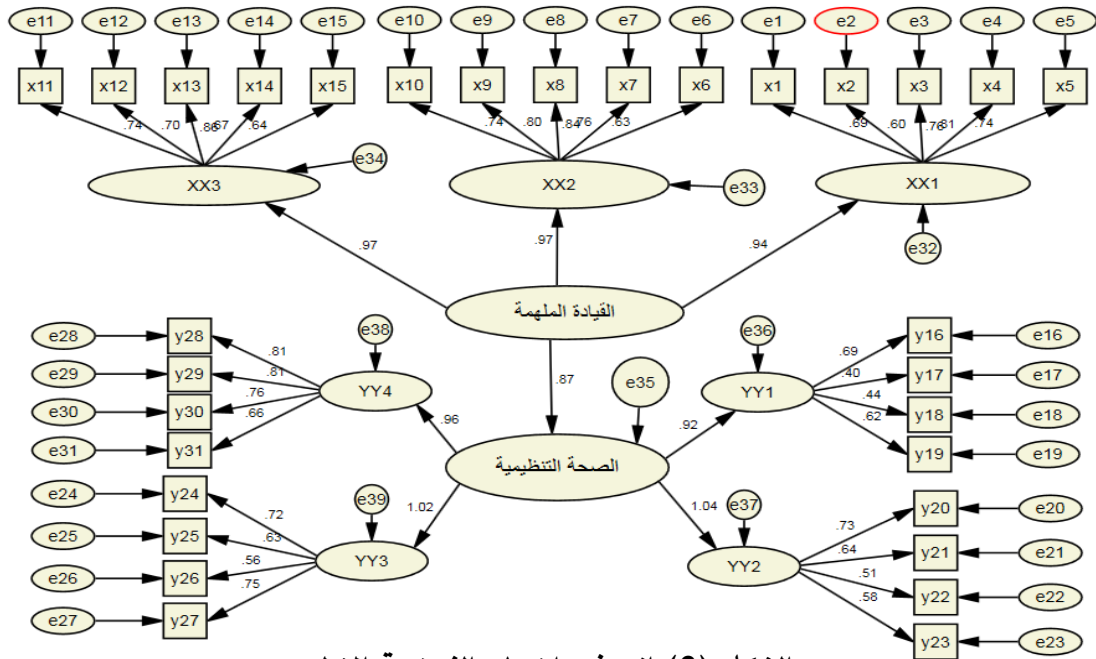 e11 e12 e13 e14 e15 e10 e9 e8 e7 e6 e1 e2 e3 e4 e5
x11 x12 x13 x14 x15 x10 x9 x8 x7 x6 x1 x2 x3 x4 x5
.74 .70 .86 .67 .64 .74 .80 .84 .76 .63 .69 .60 .76 .81 .74
e34
XX3 XX2 e33 XX1
e32
.97 .97 .94
القيادة الملهمة
e28 y28 e38 e36 y16 e16
.81 .69
e29 y29 .81 .87 e35 .40 y17 e17
YY4 YY1
e30 y30 .76 .44 y18 e18
.66 .96 .92 .62
e31 y31 y19 e19
الصحة التنظيمية
e24 y24 e39 1.02 1.04 e37 y20 e20
.72 .73
e25 y25 .63 .64 y21 e21
YY3 YY2
e26 y26 .56 .51 y22 e22
.75 .58
e27 y27 y23 e23